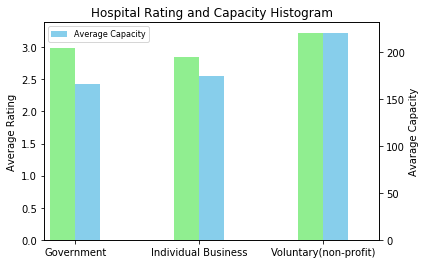 Hospital Rating and Capacity Histogram
Average Capacity
3.0
2.5
2.0
1.5
1.0
0.5
0.0
Average Rating
200
150
100
50
0
Avarage Capacity
Government
Individual Business
Voluntary(non-profit)